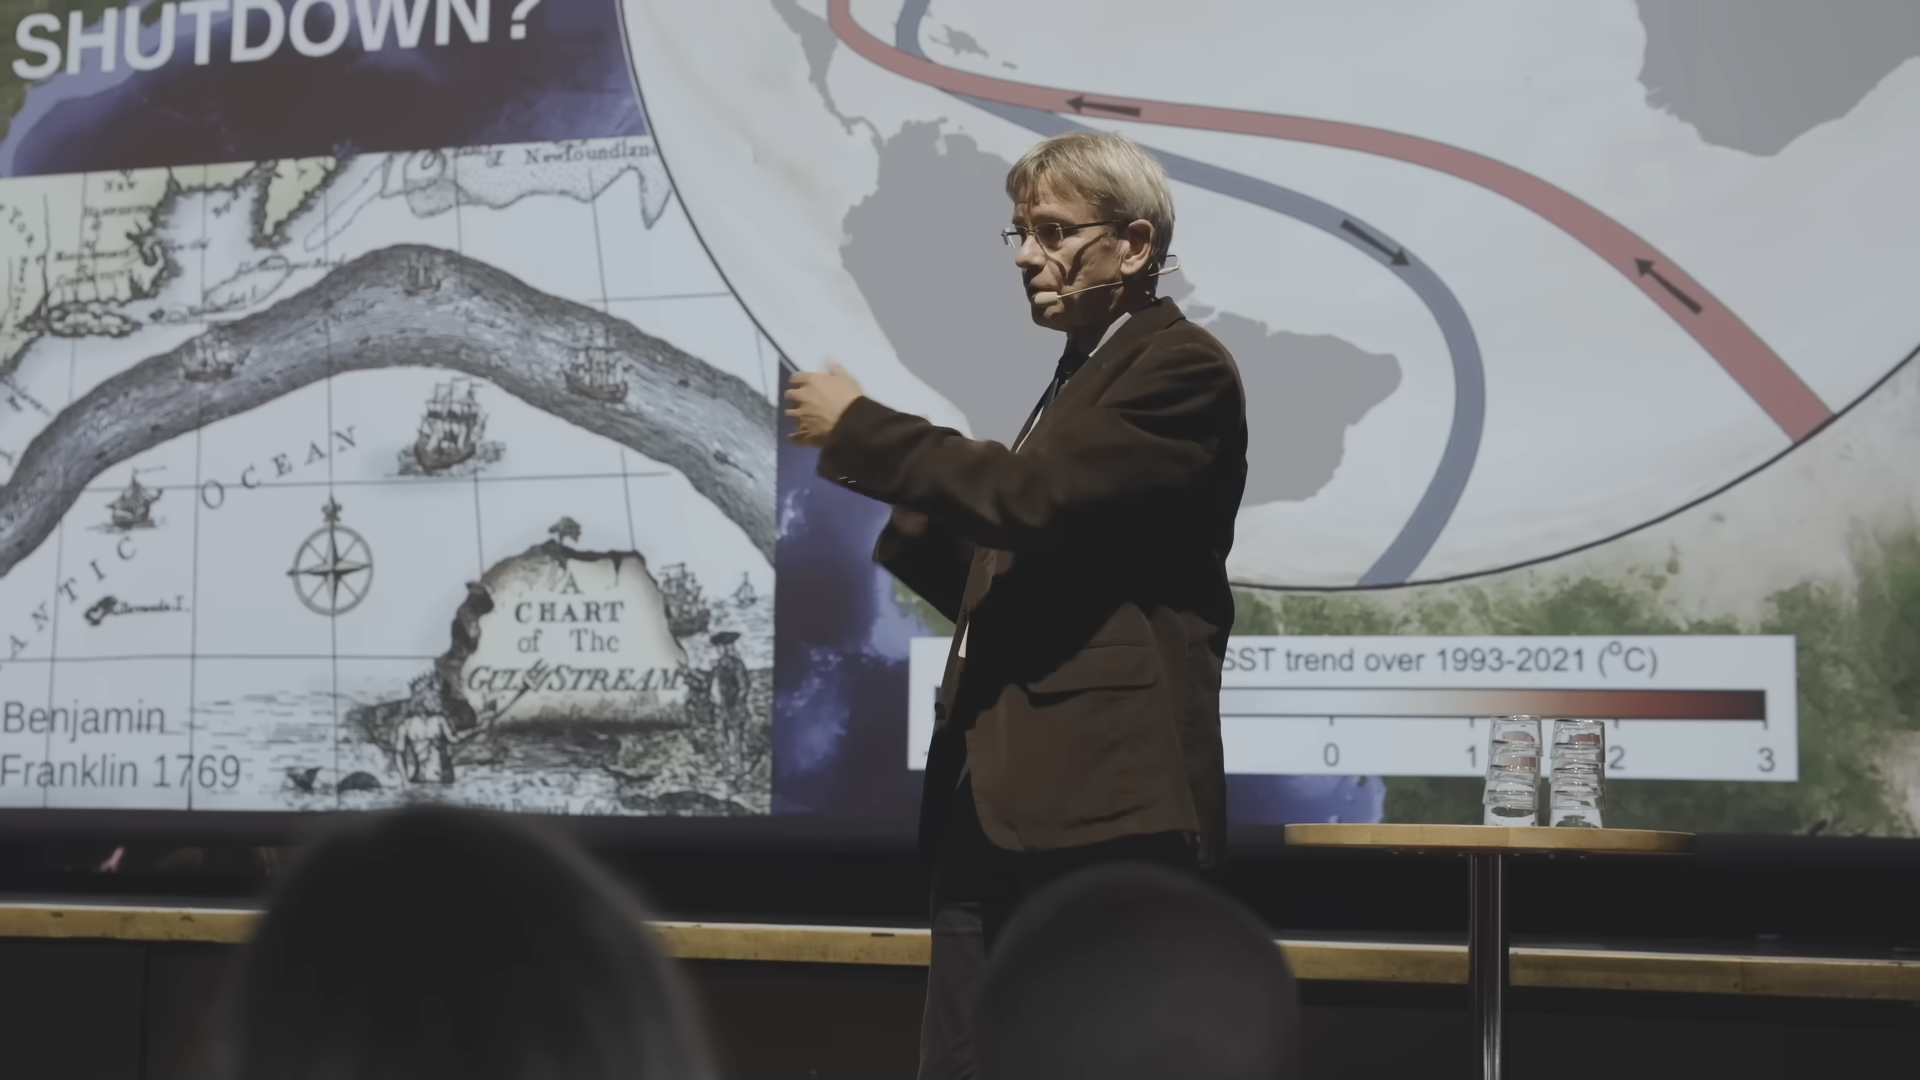 SHUTDOWN?
Newfoundland
OCEAN
ANTIC
A
CHART
of The
GULF STREAM
Benjamin
Franklin 1769
SST trend over 1993-2021 (°C)
0
1
2
3